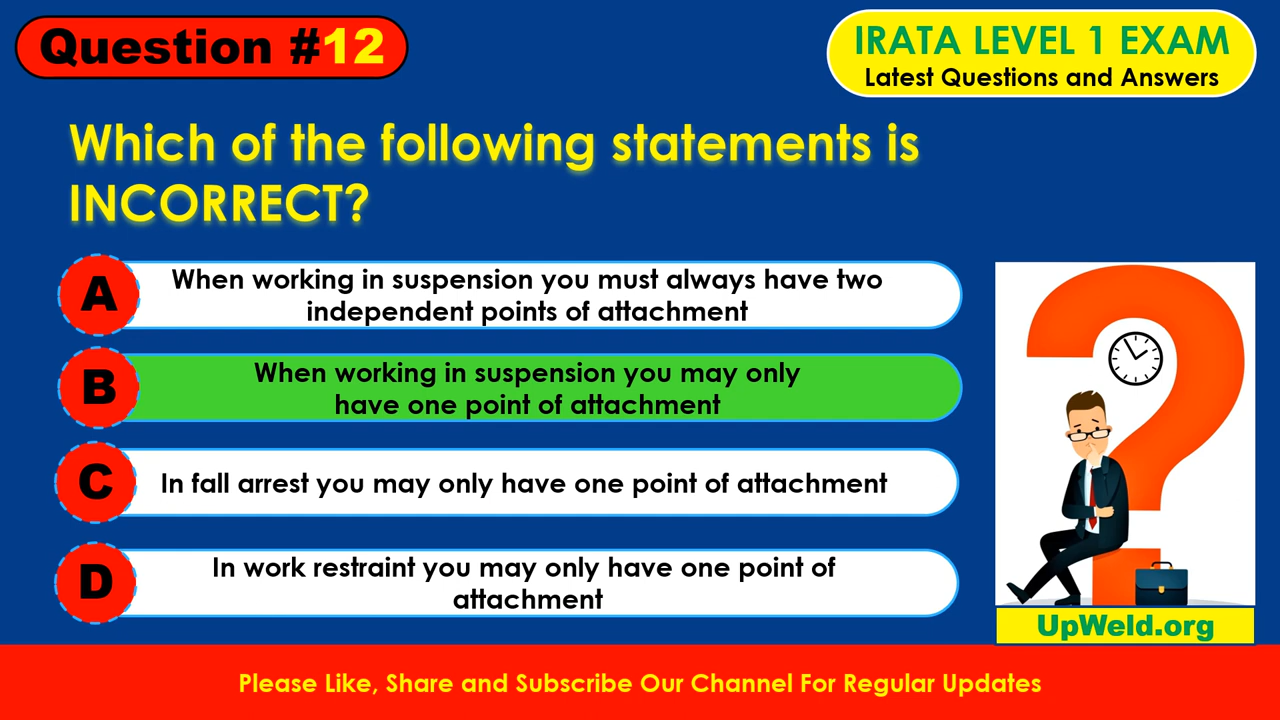 Question #12
IRATA LEVEL 1 EXAM
Latest Questions and Answers
Which of the following statements is
INCORRECT?
A
When working in suspension you must always have two
independent points of attachment
B
When working in suspension you may only
have one point of attachment
C
In fall arrest you may only have one point of attachment
D
In work restraint you may only have one point of
attachment
UpWeld.org
Please Like, Share and Subscribe Our Channel For Regular Updates